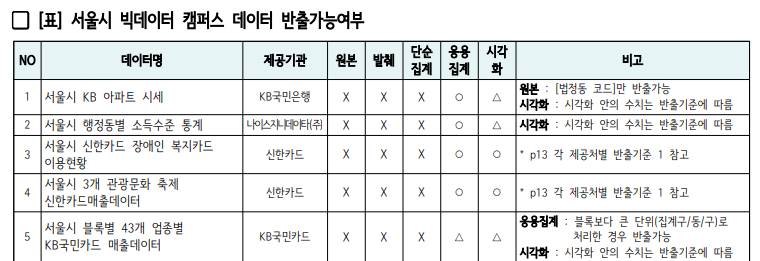 □ [표] 서울시 빅데이터 캠퍼스 데이터 반출가능여부
NO 데이터명 제공기관 원본 발췌 단순집계 응용집계 시각화 비고
1 서울시 KB 아파트 시세 KB국민은행 X X X ○ △ 원본 : [법정동 코드]만 반출가능
시각화 : 시각화 안의 수치는 반출기준에 따름
2 서울시 행정동별 소득수준 통계 나이스지니데이터(주) X X X ○ △ 시각화 : 시각화 안의 수치는 반출기준에 따름
3 서울시 신한카드 장애인 복지카드
이용현황 신한카드 X X X ○ ○ * p13 각 제공처별 반출기준 1 참고
4 서울시 3개 관광문화 축제
신한카드매출데이터 신한카드 X X X ○ ○ * p13 각 제공처별 반출기준 1 참고
5 서울시 블록별 43개 업종별
KB국민카드 매출데이터 KB국민카드 X X X △ △ 응용집계 : 블록보다 큰 단위(집계구/동/구)로
처리한 경우 반출가능
시각화 : 시각화 안의 수치는 반출기준에 따름